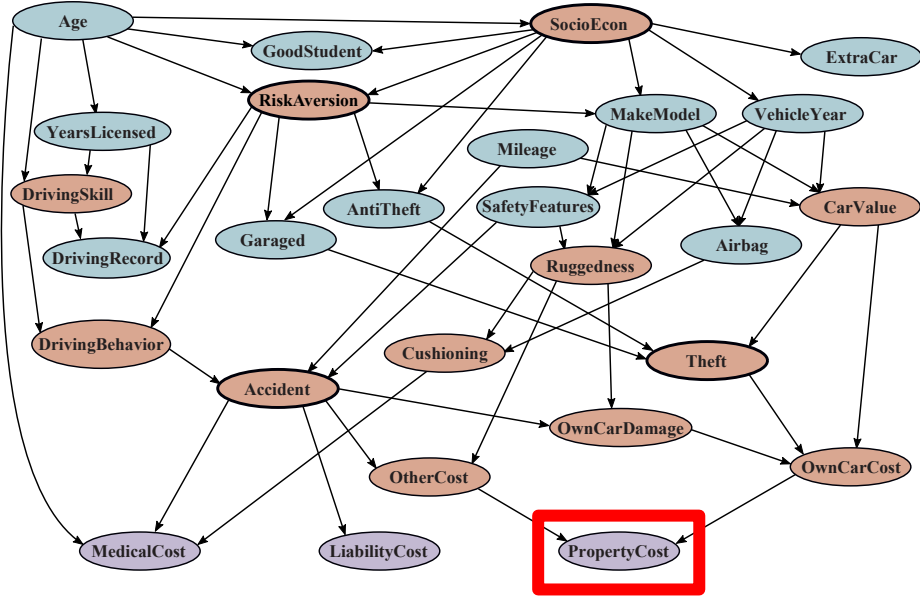 Age
SocioEcon
GoodStudent
ExtraCar
RiskAversion
MakeModel
VehicleYear
YearsLicensed
Mileage
DrivingSkill
AntiTheft
SafetyFeatures
CarValue
Garaged
Airbag
DrivingRecord
Ruggedness
DrivingBehavior
Cushioning
Theft
Accident
OwnCarDamage
OtherCost
OwnCarCost
MedicalCost
LiabilityCost
PropertyCost